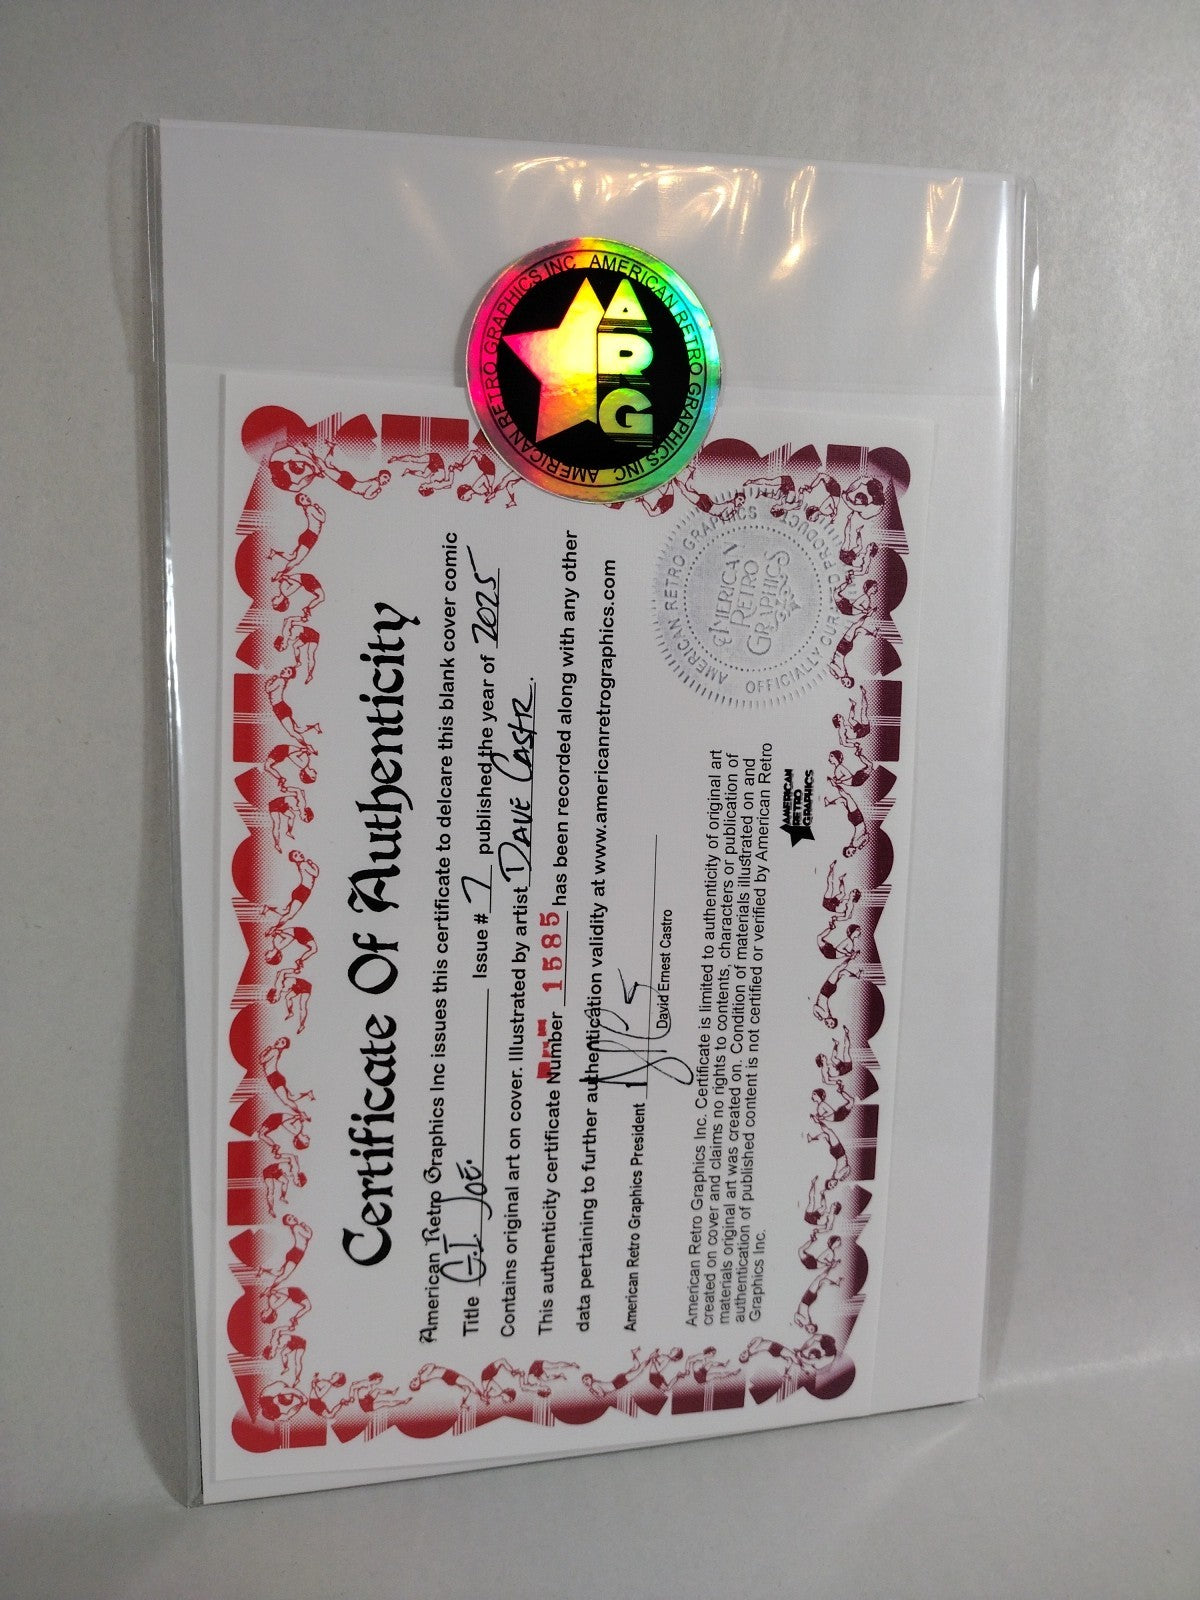 AMERICAN RETRO GRAPHICS INC AMERICAN RETRO GRAPHICS INC
ARG
Certificate Of Authenticity
American Retro Graphics Inc issues this certificate to delcare this blank cover comic
Title G.I. JOE. Issue # 7 published the year of 2025
Contains original art on cover. Illustrated by artist DAVE CASTR.
This authenticity certificate Number 1585 has been recorded along with any other
data pertaining to further authentication validity at www.americanretrographics.com
American Retro Graphics President
David Ernest Castro
American Retro Graphics Inc. Certificate is limited to authenticity of original art
created on cover and claims no rights to contents, characters or publication of
materials original art was created on. Condition of materials illustrated on and
authentication of published content is not certified or verified by American Retro
Graphics Inc.
AMERICAN
RETRO
GRAPHICS
AMERICAN RETRO GRAPHICS
OFFICIALLY OUR PRODUCT
AMERICAN
RETRO
GRAPHICS